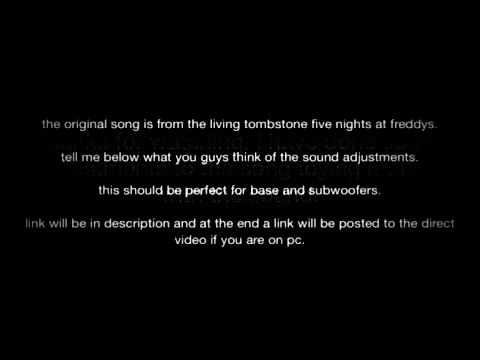 the original song is from the living tombstone five nights at freddys.
tell me below what you guys think of the sound adjustments.
this should be perfect for base and subwoofers.
link will be in description and at the end a link will be posted to the direct
video if you are on pc.